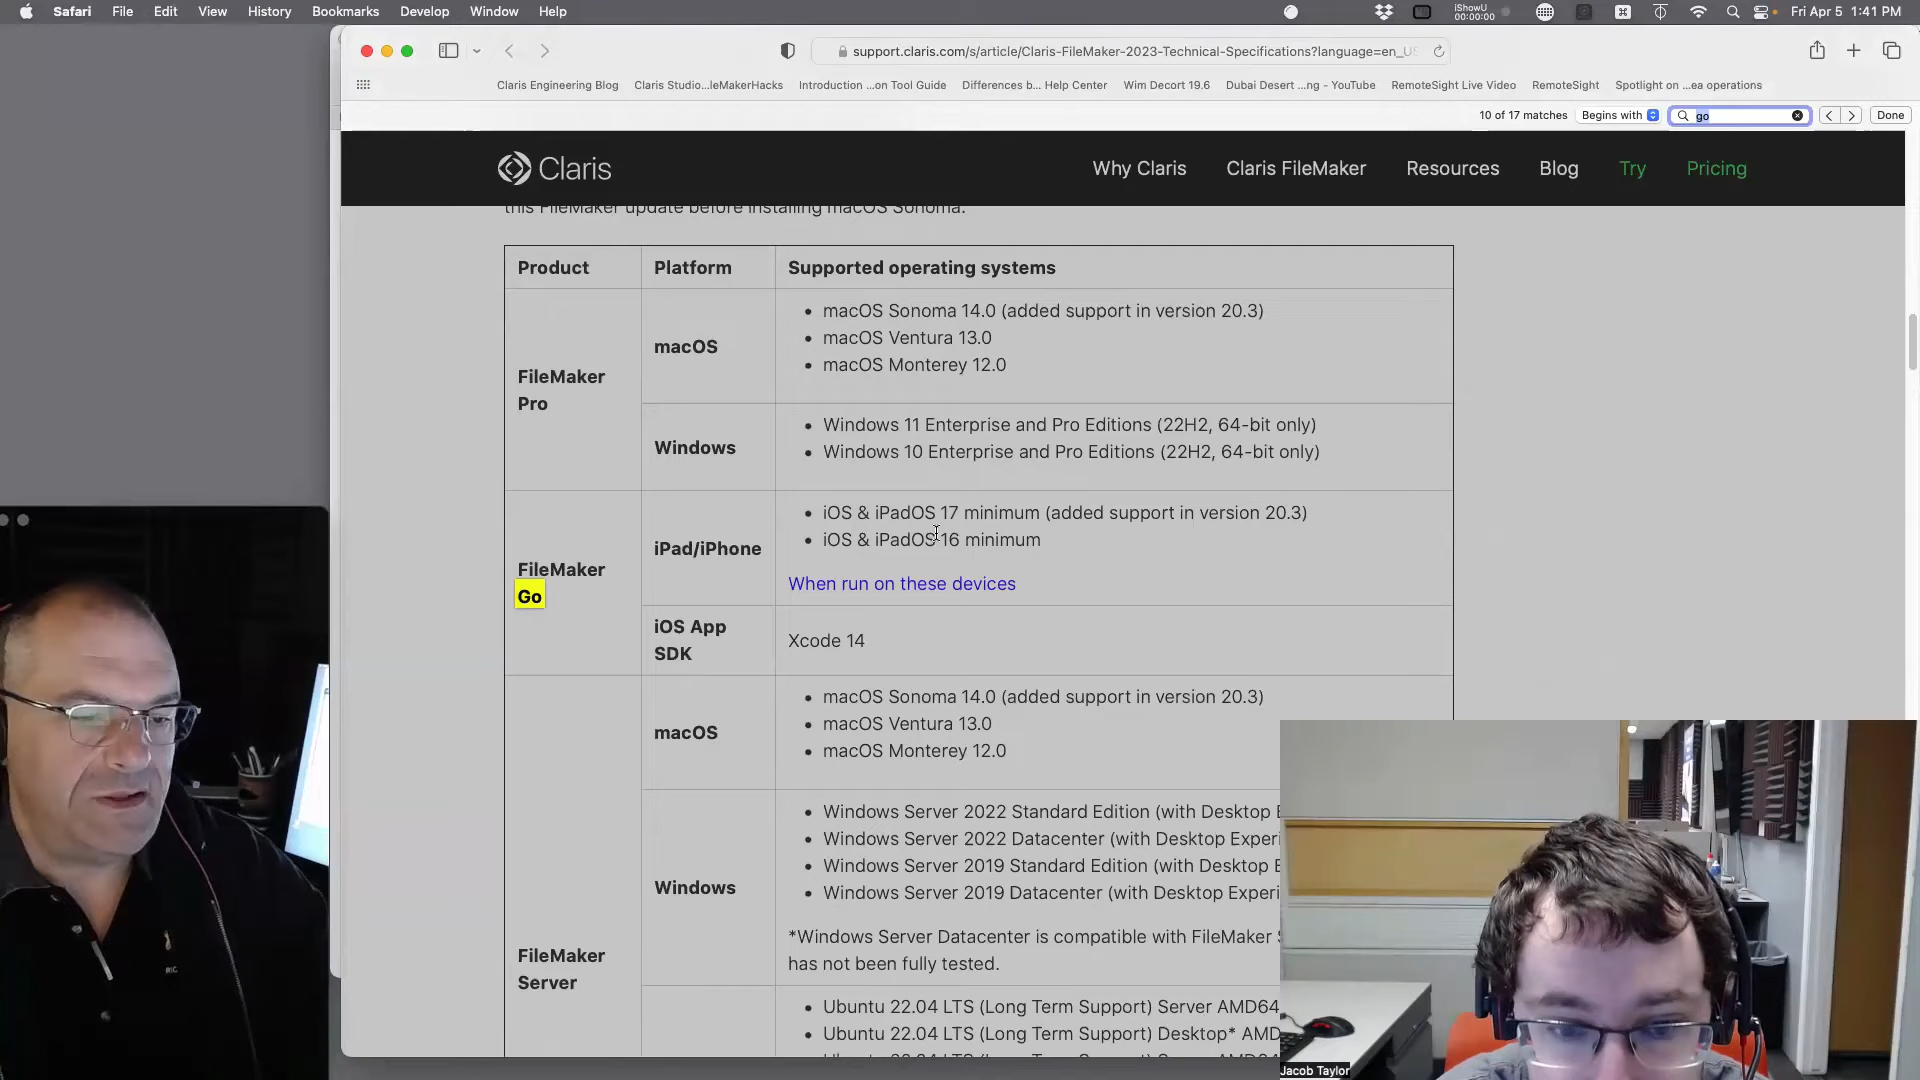 Safari File Edit View History Bookmarks Develop Window Help
iShowU
00:00:00
Fri Apr 5 1:41 PM
support.claris.com/s/article/Claris-FileMaker-2023-Technical-Specifications?language=en_US
Claris Engineering Blog Claris Studio...leMakerHacks Introduction ...on Tool Guide Differences b... Help Center Wim Decort 19.6 Dubai Desert ...ng - YouTube RemoteSight Live Video RemoteSight Spotlight on ...ea operations
10 of 17 matches Begins with go Done
Claris Why Claris Claris FileMaker Resources Blog Try Pricing
this FileMaker update before installing macOS Sonoma.
Product Platform Supported operating systems
FileMaker
Pro
macOS
• macOS Sonoma 14.0 (added support in version 20.3)
• macOS Ventura 13.0
• macOS Monterey 12.0
Windows
• Windows 11 Enterprise and Pro Editions (22H2, 64-bit only)
• Windows 10 Enterprise and Pro Editions (22H2, 64-bit only)
FileMaker
Go
iPad/iPhone
• iOS & iPadOS 17 minimum (added support in version 20.3)
• iOS & iPadOS 16 minimum
When run on these devices
iOS App
SDK
Xcode 14
FileMaker
Server
macOS
• macOS Sonoma 14.0 (added support in version 20.3)
• macOS Ventura 13.0
• macOS Monterey 12.0
Windows
• Windows Server 2022 Standard Edition (with Desktop
• Windows Server 2022 Datacenter (with Desktop
• Windows Server 2019 Standard Edition (with Desktop
• Windows Server 2019 Datacenter (with Desktop
*Windows Server Datacenter is compatible with FileMaker
has not been fully tested.
• Ubuntu 22.04 LTS (Long Term Support) Server AMD64
• Ubuntu 22.04 LTS (Long Term Support) Desktop*
Jacob Taylor